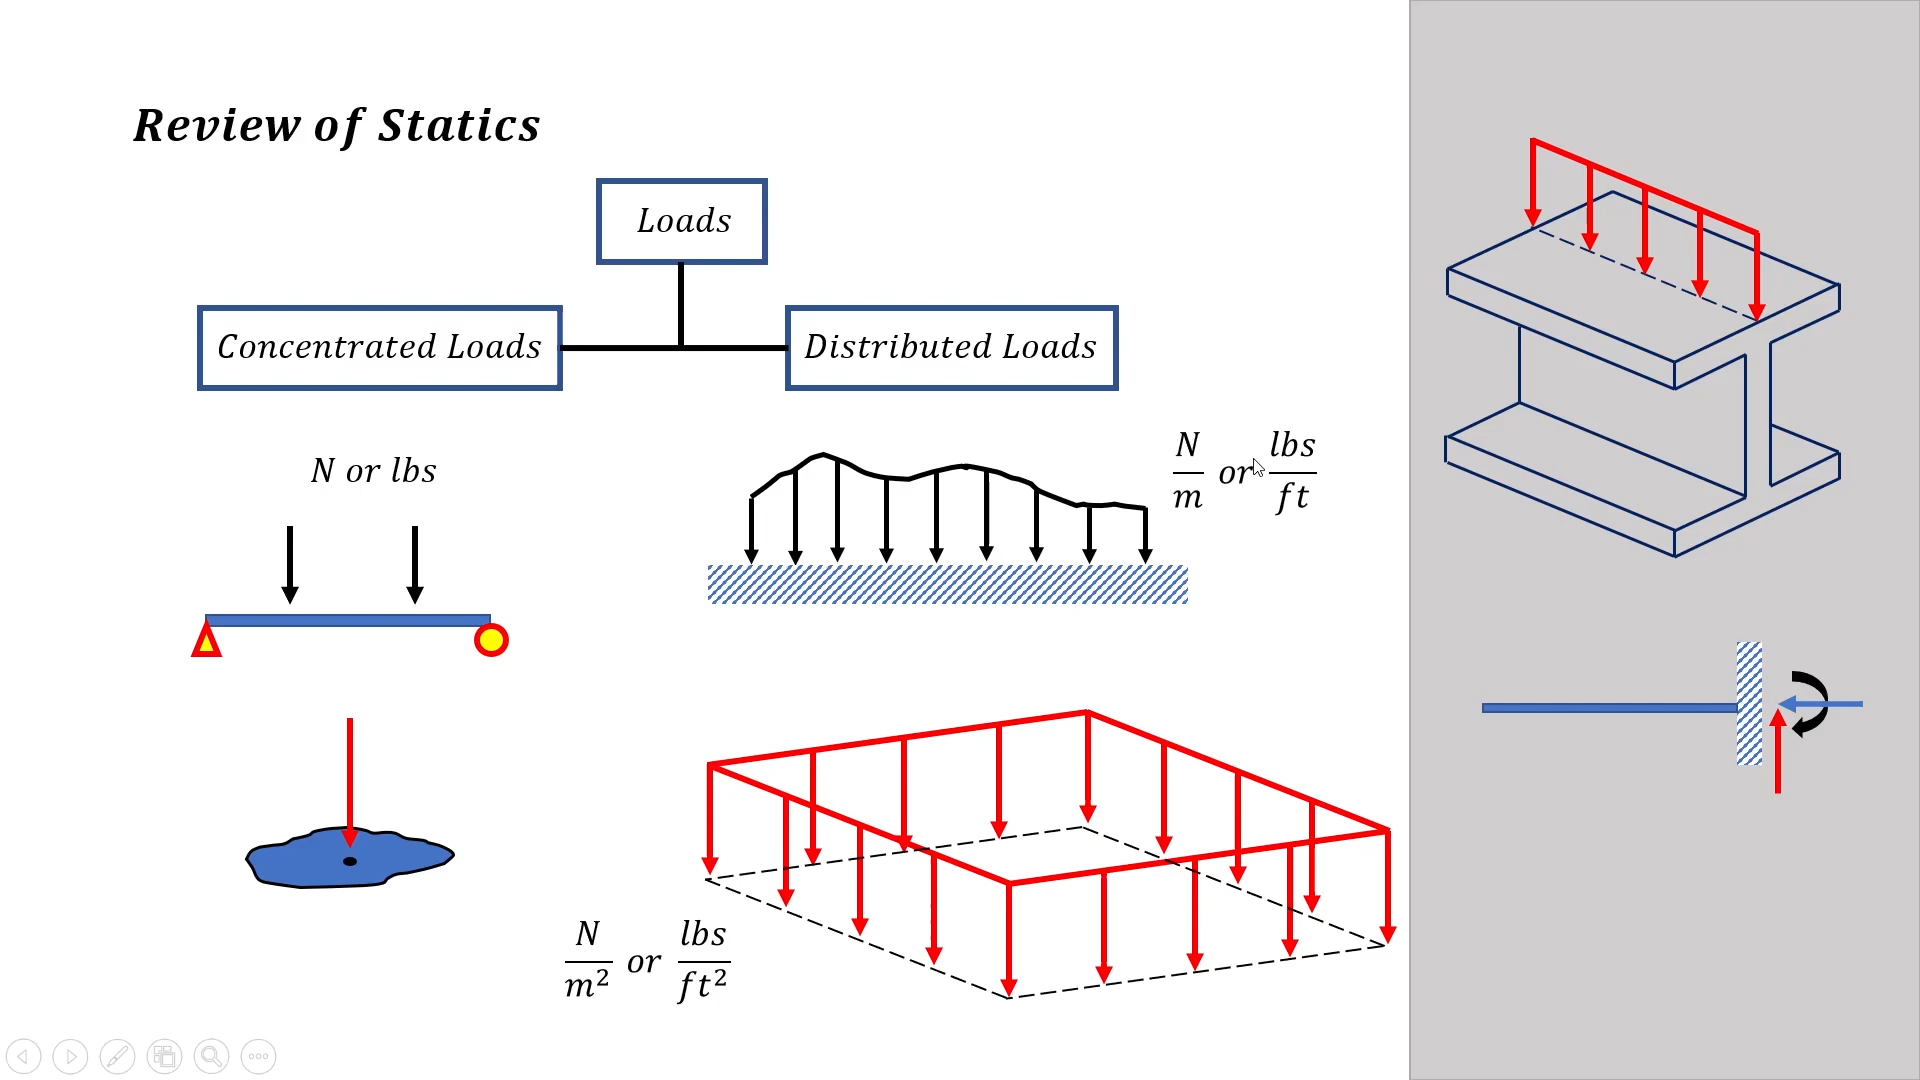 Review of Statics
Loads
Concentrated Loads
Distributed Loads
N or lbs
N/m or lbs/ft
N/m² or lbs/ft²